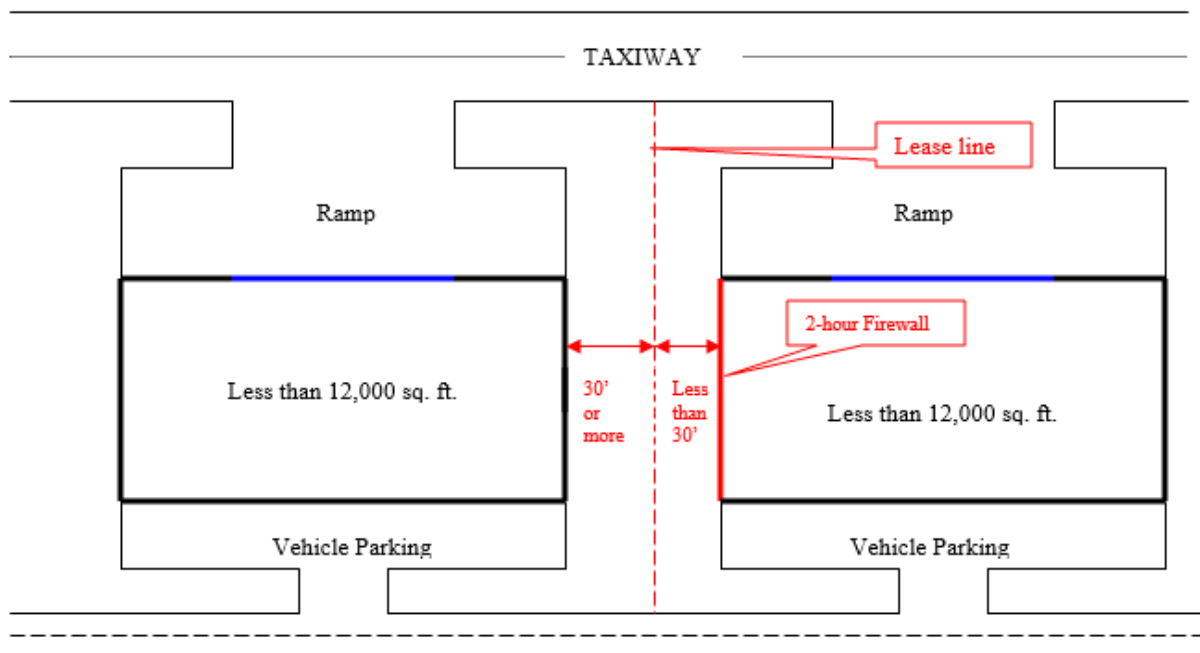 TAXIWAY
Lease line
Ramp
Ramp
2-hour Firewall
Less than 12,000 sq. ft.
30’
or
more
Less
than
30’
Less than 12,000 sq. ft.
Vehicle Parking
Vehicle Parking